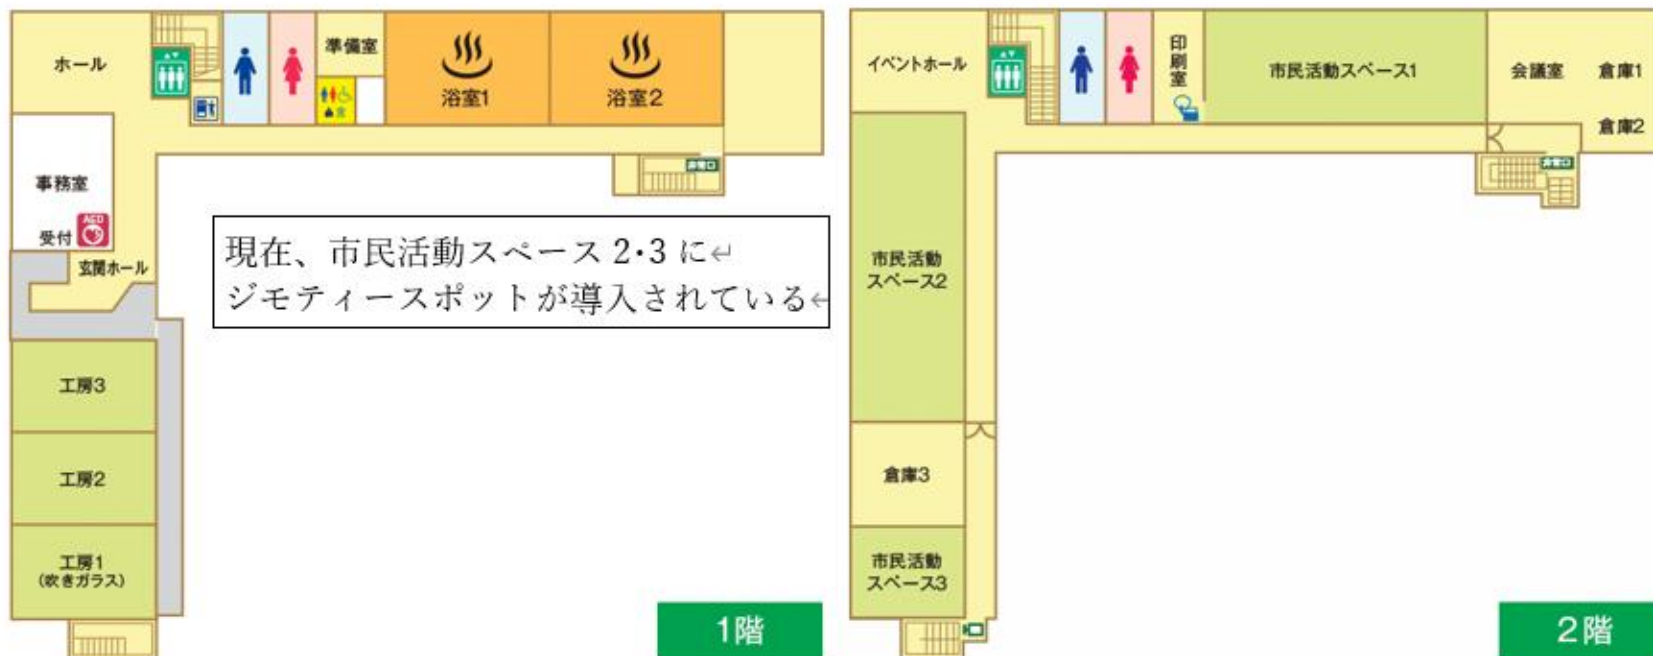 ホール
準備室
浴室1
浴室2
事務室
受付
AED
玄関ホール
非常口
現在、市民活動スペース 2・3 に↵
ジモティースポットが導入されている↵
工房3
工房2
工房1
(吹きガラス)
1階
イベントホール
印刷室
市民活動スペース1
会議室
倉庫1
倉庫2
非常口
市民活動
スペース2
倉庫3
市民活動
スペース3
2階